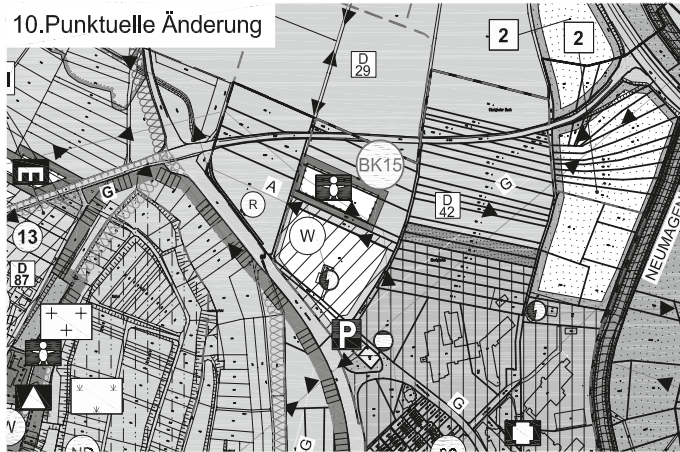 10.Punktuelle Änderung
2
2
D
29
BK15
A
G
G
R
D
42
13
W
D
87
NEUMAGEN
P
G
G